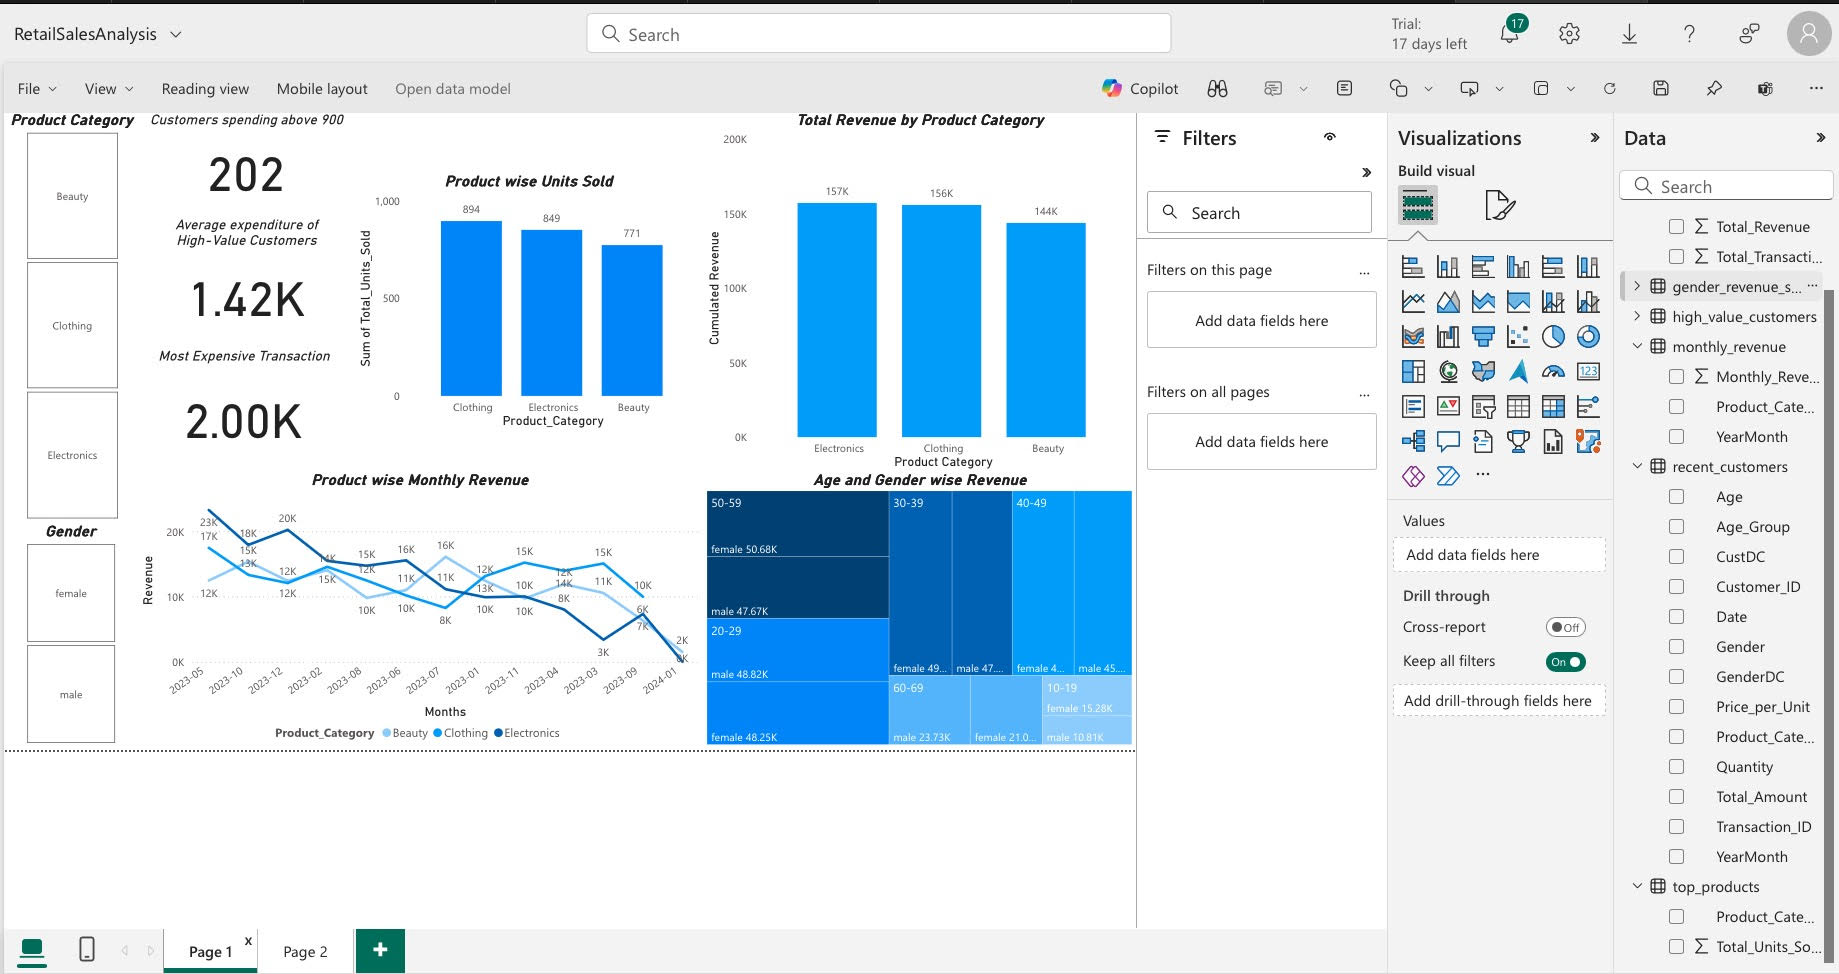 RetailSalesAnalysis
Search
Trial:
17 days left
17
File
View
Reading view
Mobile layout
Open data model
Copilot
Product Category
Beauty
Clothing
Electronics
Gender
female
male
Customers spending above 900
202
Average expenditure of
High-Value Customers
1.42K
Most Expensive Transaction
2.00K
Product wise Units Sold
Sum of Total_Units_Sold
1,000
500
0
894
849
771
Clothing
Electronics
Beauty
Product_Category
Total Revenue by Product Category
Cumulated Revenue
200K
150K
100K
50K
0K
157K
156K
144K
Electronics
Clothing
Beauty
Product Category
Product wise Monthly Revenue
Revenue
20K
10K
0K
23K
17K
12K
18K
15K
13K
20K
12K
12K
14K
15K
15K
12K
10K
16K
11K
10K
16K
11K
8K
12K
13K
10K
15K
10K
10K
12K
14K
8K
15K
11K
3K
10K
6K
7K
2K
0K
2023-05
2023-10
2023-12
2023-02
2023-08
2023-06
2023-07
2023-01
2023-11
2023-04
2023-03
2023-09
2024-01
Months
Product_Category
Beauty
Clothing
Electronics
Age and Gender wise Revenue
50-59
female 50.68K
male 47.67K
20-29
male 48.82K
female 48.25K
30-39
female 49...
male 47....
40-49
female 4...
male 45....
60-69
male 23.73K
female 21.0...
10-19
female 15.28K
male 10.81K
Filters
Search
Filters on this page
...
Add data fields here
Filters on all pages
...
Add data fields here
Visualizations
Build visual
123
...
Values
Add data fields here
Drill through
Cross-report
Off
Keep all filters
On
Add drill-through fields here
Data
Search
Total_Revenue
Total_Transacti...
gender_revenue_s...
high_value_customers
monthly_revenue
Monthly_Reve...
Product_Cate...
YearMonth
recent_customers
Age
Age_Group
CustDC
Customer_ID
Date
Gender
GenderDC
Price_per_Unit
Product_Cate...
Quantity
Total_Amount
Transaction_ID
YearMonth
top_products
Product_Cate...
Total_Units_So...
Page 1
x
Page 2
+